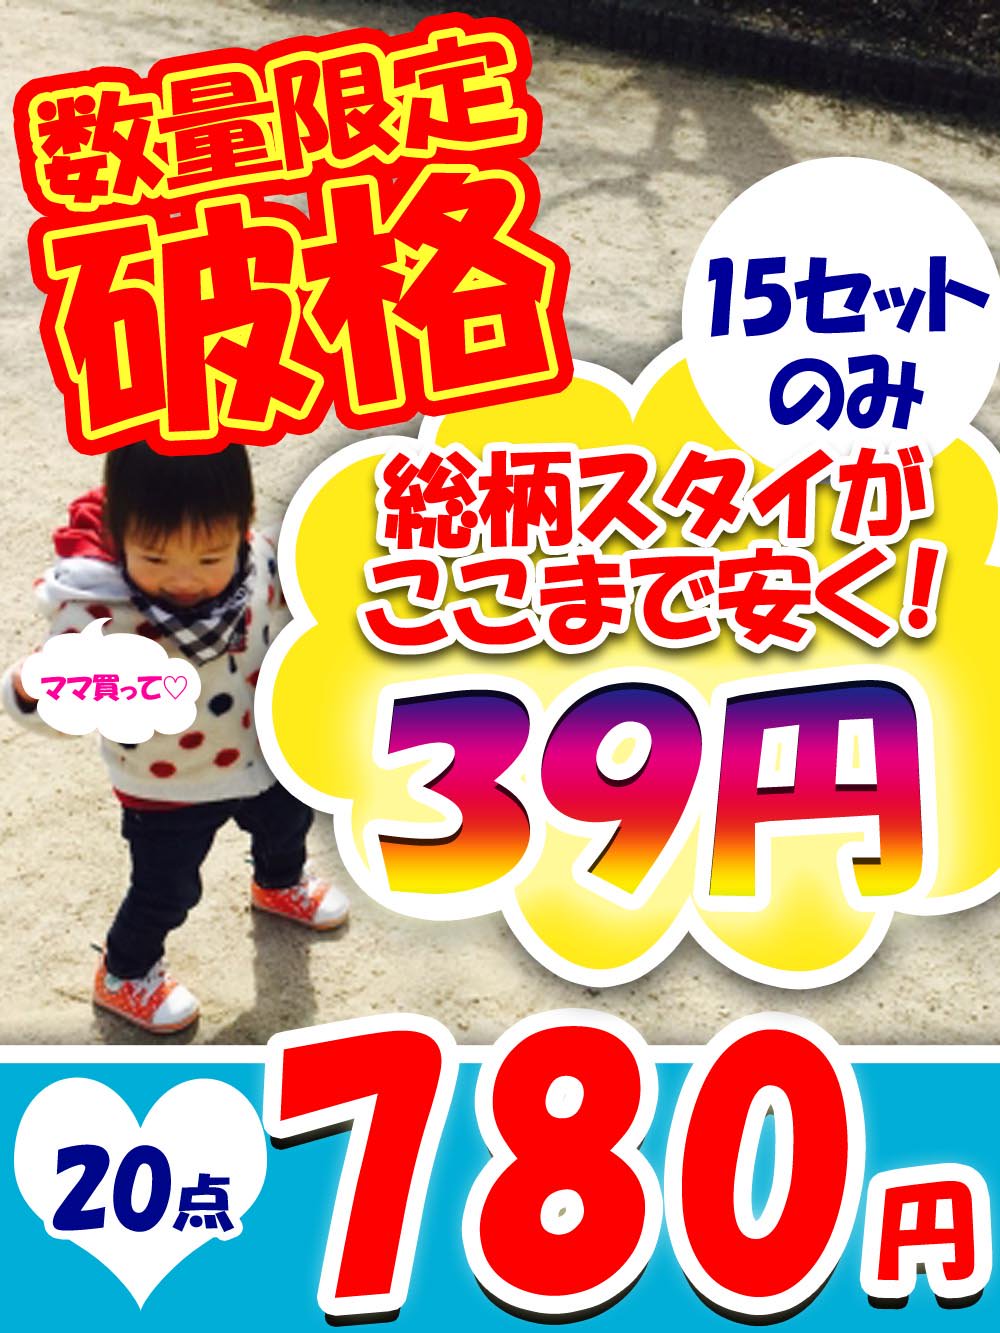 数量限定
破格
15セット
のみ
総柄スタイが
ここまで安く!
39円
ママ買って♡
20点
780円